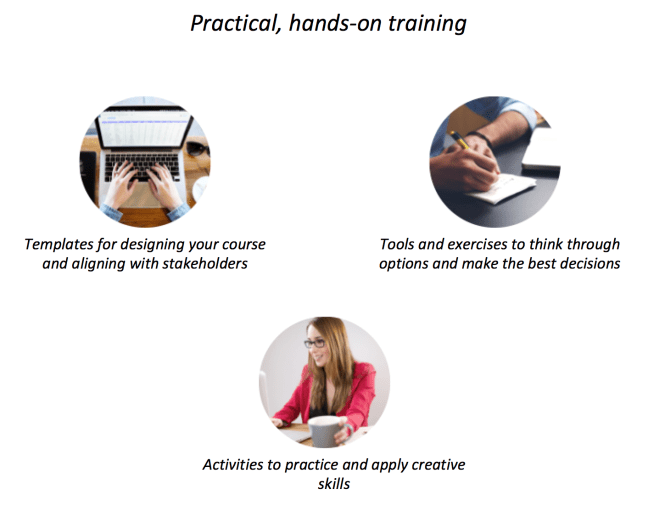 Practical, hands-on training
Templates for designing your course
and aligning with stakeholders
Tools and exercises to think through
options and make the best decisions
Activities to practice and apply creative
skills